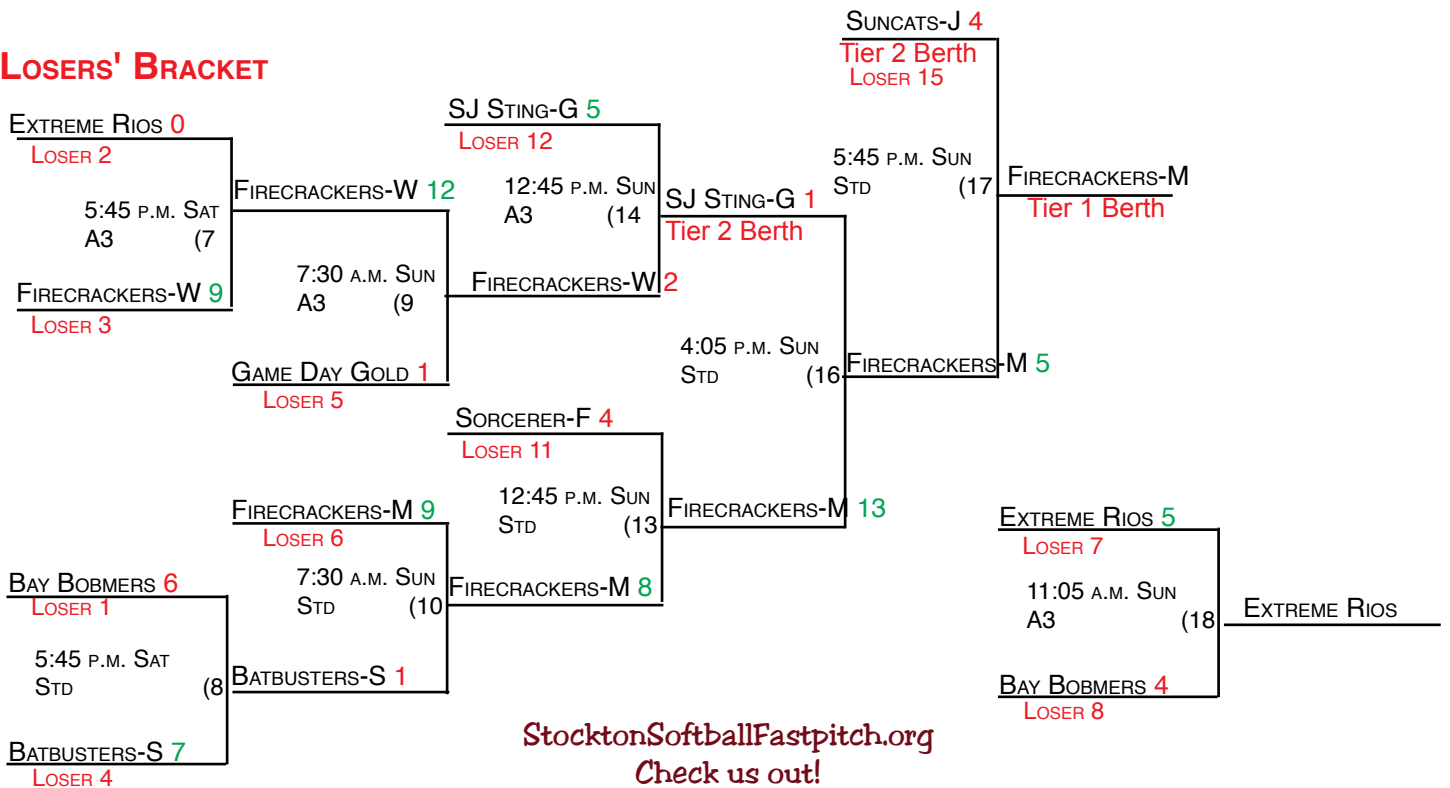 LOSERS' BRACKET
EXTREME RIOS 0
LOSER 2
5:45 P.M. SAT
A3 (7
FIRECRACKERS-W 9
LOSER 3
FIRECRACKERS-W 12
7:30 A.M. SUN
A3 (9
GAME DAY GOLD 1
LOSER 5
SJ STING-G 5
LOSER 12
12:45 P.M. SUN
A3 (14
FIRECRACKERS-W 2
BAY BOBMERS 6
LOSER 1
5:45 P.M. SAT
STD (8
BATBUSTERS-S 7
LOSER 4
FIRECRACKERS-M 9
LOSER 6
7:30 A.M. SUN
STD (10
BATBUSTERS-S 1
SORCERER-F 4
LOSER 11
12:45 P.M. SUN
STD (13
FIRECRACKERS-M 8
SJ STING-G 1
Tier 2 Berth
4:05 P.M. SUN
STD (16
FIRECRACKERS-M 13
SUNCATS-J 4
Tier 2 Berth
LOSER 15
5:45 P.M. SUN
STD (17
FIRECRACKERS-M 5
FIRECRACKERS-M
Tier 1 Berth
EXTREME RIOS 5
LOSER 7
11:05 A.M. SUN
A3 (18
BAY BOBMERS 4
LOSER 8
EXTREME RIOS
StocktonSoftballFastpitch.org
Check us out!